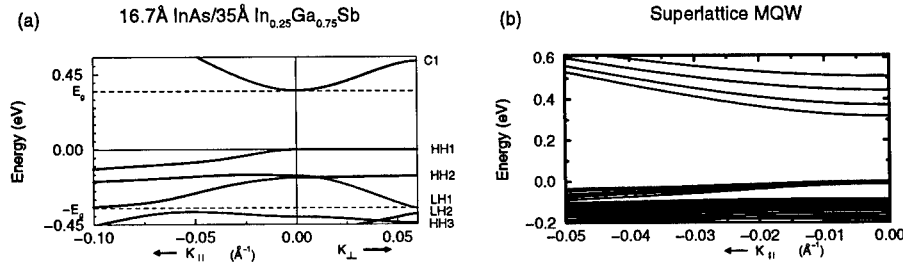 (a) 16.7Å InAs/35Å In0.25Ga0.75Sb
Energy (eV)
0.45
Eg
0.00
-Eg
-0.45
C1
HH1
HH2
LH1
LH2
HH3
-0.10 -0.05 0.00 0.05
← K|| (Å-1) K⊥ →
(b) Superlattice MQW
Energy (eV)
0.6
0.4
0.2
0.0
-0.2
-0.05 -0.04 -0.03 -0.02 -0.01 0.00
← K|| (Å-1)